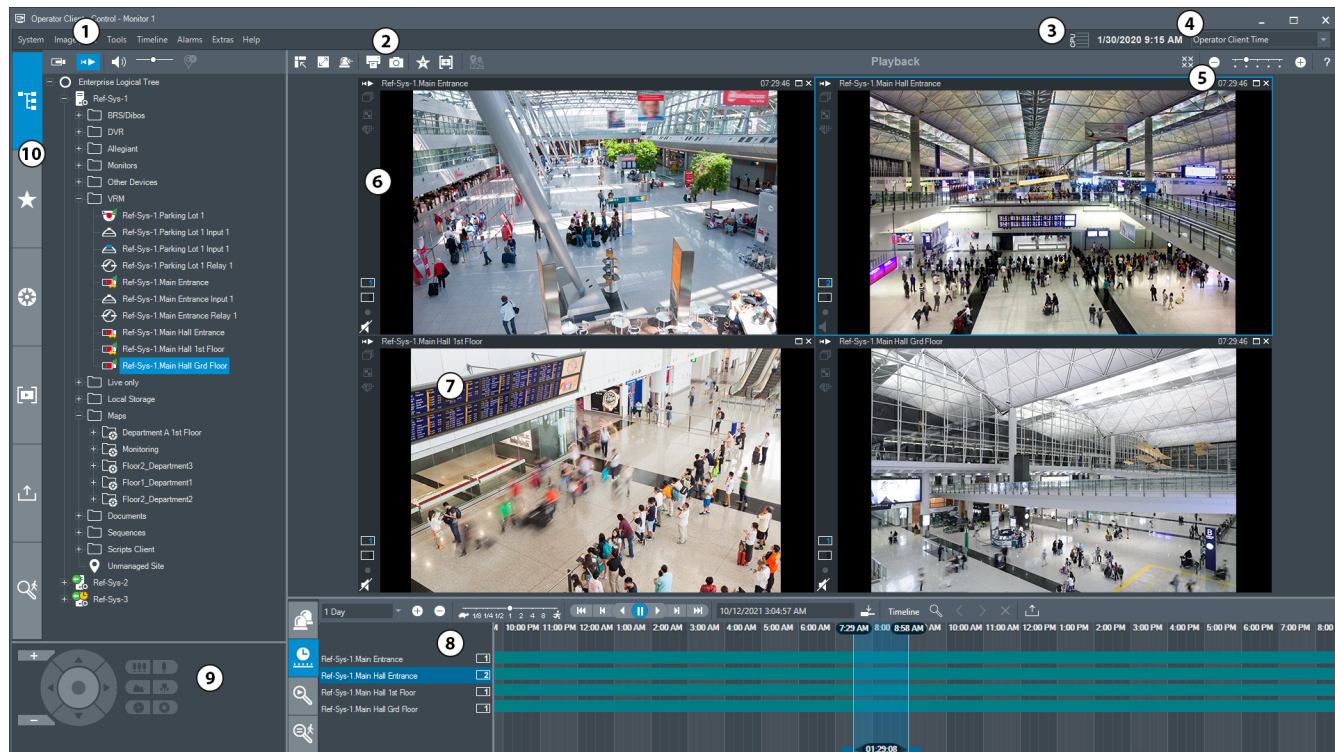 Operator Client - Control - Monitor 1
1
System Image Tools Timeline Alarms Extras Help
2
3
1/30/2020 9:15 AM
4
Operator Client Time
Playback
5
?
Enterprise Logical Tree
Ref-Sys-1
BRS/Dibos
DVR
Allegiant
Monitors
Other Devices
VRM
Ref-Sys-1.Parking Lot 1
Ref-Sys-1.Parking Lot 1 Input 1
Ref-Sys-1.Parking Lot 1 Input 1
Ref-Sys-1.Parking Lot 1 Relay 1
Ref-Sys-1.Main Entrance
Ref-Sys-1.Main Entrance Input 1
Ref-Sys-1.Main Entrance Relay 1
Ref-Sys-1.Main Hall Entrance
Ref-Sys-1.Main Hall 1st Floor
Ref-Sys-1.Main Hall Grd Floor
Live only
Local Storage
Maps
Department A 1st Floor
Monitoring
Floor2_Department3
Floor1_Department1
Floor2_Department2
Documents
Sequences
Scripts Client
Unmanaged Site
Ref-Sys-2
Ref-Sys-3
10
Ref-Sys-1.Main Entrance 07:29:46
6
1
Ref-Sys-1.Main Hall Entrance 07:29:46
2
Ref-Sys-1.Main Hall 1st Floor
7
1
Ref-Sys-1.Main Hall Grd Floor 07:29:46
B
1
9
1 Day
1/8 1/4 1/2 1 2 4 8
10/12/2021 3:04:57 AM
Timeline
8
10:00 PM 11:00 PM 12:00 AM 1:00 AM 2:00 AM 3:00 AM 4:00 AM 5:00 AM 6:00 AM 7:29 AM 8:00 8:58 AM AM 10:00 AM 11:00 AM 12:00 PM 1:00 PM 2:00 PM 3:00 PM 4:00 PM 5:00 PM 6:00 PM 7:00 PM 8:00
Ref-Sys-1.Main Entrance 1
Ref-Sys-1.Main Hall Entrance 2
Ref-Sys-1.Main Hall 1st Floor 1
Ref-Sys-1.Main Hall Grd Floor 1
01:29:08